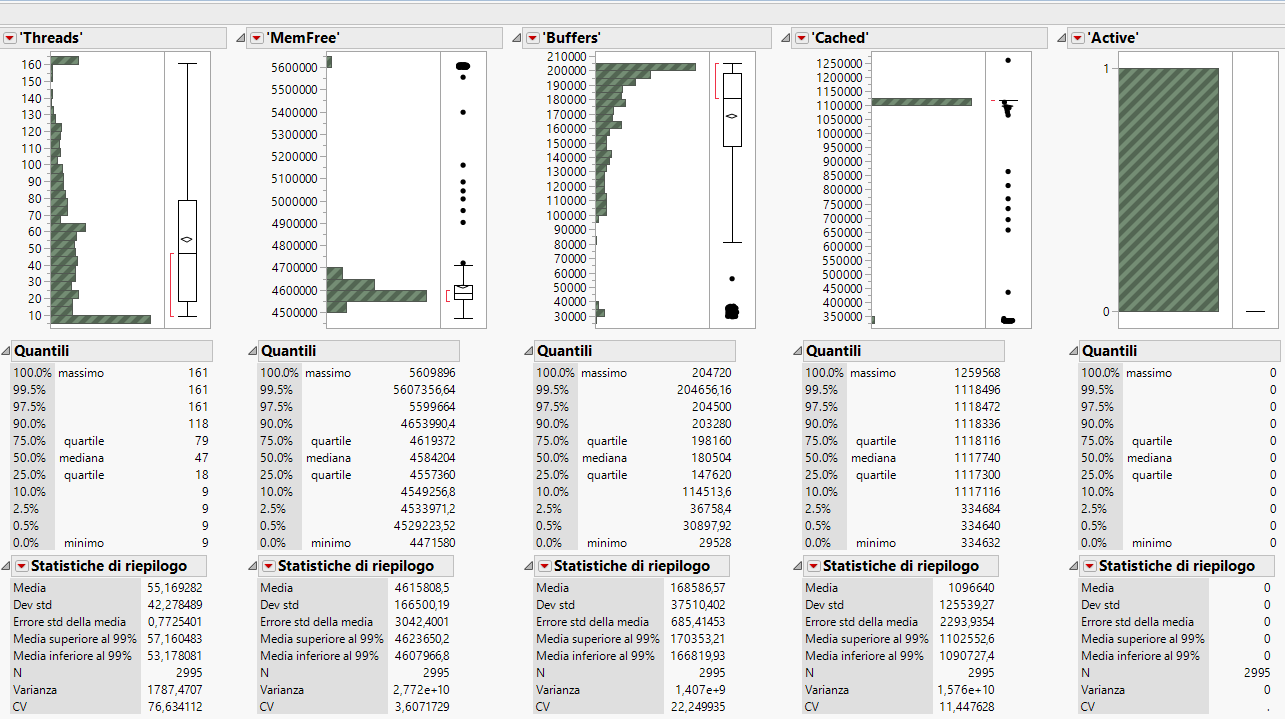 'Threads' 'MemFree' 'Buffers' 'Cached' 'Active'
160
150
140
130
120
110
100
90
80
70
60
50
40
30
20
10
5600000
5500000
5400000
5300000
5200000
5100000
5000000
4900000
4800000
4700000
4600000
4500000
210000
200000
190000
180000
170000
160000
150000
140000
130000
120000
110000
100000
90000
80000
70000
60000
50000
40000
30000
1250000
1200000
1150000
1100000
1050000
1000000
950000
900000
850000
800000
750000
700000
650000
600000
550000
500000
450000
400000
350000
1
0
Quantili
100.0% massimo 161
99.5% 161
97.5% 161
90.0% 118
75.0% quartile 79
50.0% mediana 47
25.0% quartile 18
10.0% 9
2.5% 9
0.5% 9
0.0% minimo 9
Statistiche di riepilogo
Media 55,169282
Dev std 42,278489
Errore std della media 0,7725401
Media superiore al 99% 57,160483
Media inferiore al 99% 53,178081
N 2995
Varianza 1787,4707
CV 76,634112
Quantili
100.0% massimo 5609896
99.5% 5607356,64
97.5% 5599664
90.0% 4653990,4
75.0% quartile 4619372
50.0% mediana 4584204
25.0% quartile 4557360
10.0% 4549256,8
2.5% 4533971,2
0.5% 4529223,52
0.0% minimo 4471580
Statistiche di riepilogo
Media 4615808,5
Dev std 166500,19
Errore std della media 3042,4001
Media superiore al 99% 4623650,2
Media inferiore al 99% 4607966,8
N 2995
Varianza 2,772e+10
CV 3,6071729
Quantili
100.0% massimo 204720
99.5% 204656,16
97.5% 204500
90.0% 203280
75.0% quartile 198160
50.0% mediana 180504
25.0% quartile 147620
10.0% 114513,6
2.5% 36758,4
0.5% 30897,92
0.0% minimo 29528
Statistiche di riepilogo
Media 168586,57
Dev std 37510,402
Errore std della media 685,41453
Media superiore al 99% 170353,21
Media inferiore al 99% 166819,93
N 2995
Varianza 1,407e+9
CV 22,249935
Quantili
100.0% massimo 1259568
99.5% 1118496
97.5% 1118472
90.0% 1118336
75.0% quartile 1118116
50.0% mediana 1117740
25.0% quartile 1117300
10.0% 1117116
2.5% 334684
0.5% 334640
0.0% minimo 334632
Statistiche di riepilogo
Media 1096640
Dev std 125539,27
Errore std della media 2293,9354
Media superiore al 99% 1102552,6
Media inferiore al 99% 1090727,4
N 2995
Varianza 1,576e+10
CV 11,447628
Quantili
100.0% massimo 0
99.5% 0
97.5% 0
90.0% 0
75.0% quartile 0
50.0% mediana 0
25.0% quartile 0
10.0% 0
2.5% 0
0.5% 0
0.0% minimo 0
Statistiche di riepilogo
Media 0
Dev std 0
Errore std della media 0
Media superiore al 99% 0
Media inferiore al 99% 0
N 2995
Varianza 0
CV .